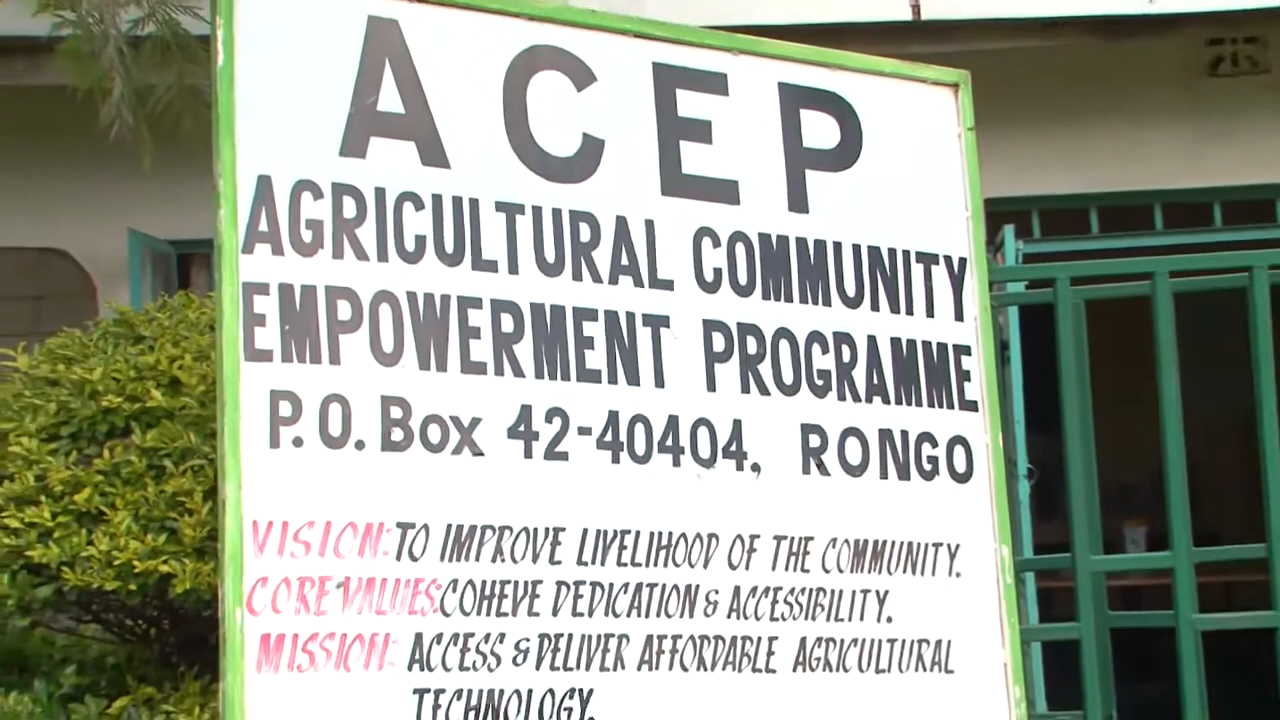 ACEP
AGRICULTURAL COMMUNITY
EMPOWERMENT PROGRAMME
P.O. Box 42-40404, RONGO
VISION: TO IMPROVE LIVELIHOOD OF THE COMMUNITY.
CORE VALUES: COHEVE DEDICATION & ACCESSIBILITY.
MISSION: ACCESS & DELIVER AFFORDABLE AGRICULTURAL
TECHNOLOGY.